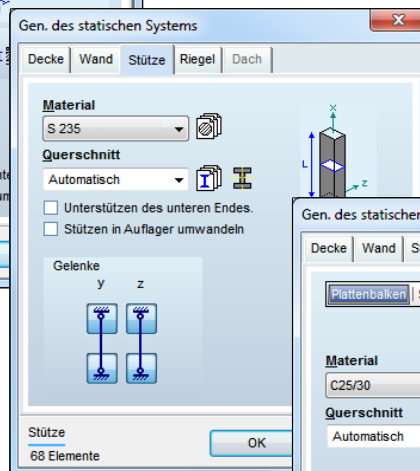 Gen. des statischen Systems
Decke Wand Stütze Riegel Dach
Material
S 235
Querschnitt
Automatisch
Unterstützen des unteren Endes.
Stützen in Auflager umwandeln
x
L
z
Gelenke
y z
Stütze
68 Elemente
OK
Gen. des statischen
Decke Wand
Plattenbalken
Material
C25/30
Querschnitt
Automatisch